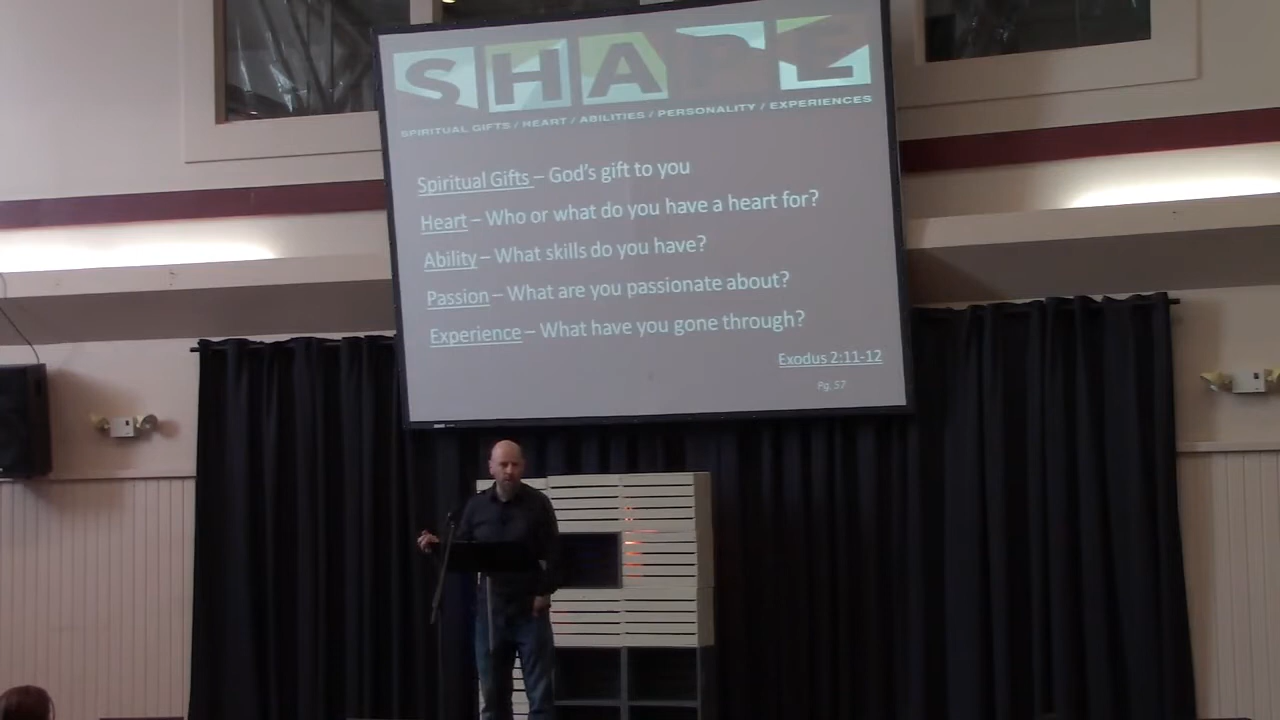 SHAPE
SPIRITUAL GIFTS / HEART / ABILITIES / PERSONALITY / EXPERIENCES
Spiritual Gifts – God's gift to you
Heart – Who or what do you have a heart for?
Ability – What skills do you have?
Passion – What are you passionate about?
Experience – What have you gone through?
Exodus 2:11-12
Pg. 57